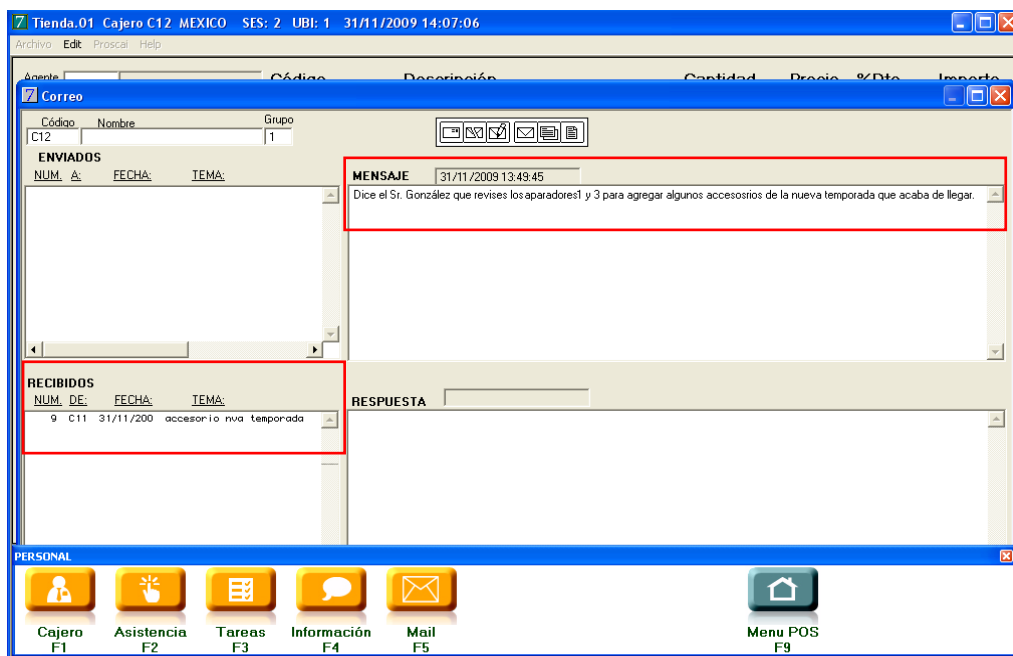 Tienda.01 Cajero C12 MEXICO SES: 2 UBI: 1 31/11/2009 14:07:06
Archivo Edit Proscai Help
Agente Código Descripción Cantidad Precio %Dto Importe
Correo
Código Nombre Grupo
C12 1
ENVIADOS
NUM. A: FECHA: TEMA:
MENSAJE 31/11/2009 13:49:45
Dice el Sr. González que revises los aparadores1 y 3 para agregar algunos accesosrios de la nueva temporada que acaba de llegar.
RECIBIDOS
NUM. DE: FECHA: TEMA:
9 C11 31/11/200 accesorio nva temporada
RESPUESTA
PERSONAL
Cajero Asistencia Tareas Información Mail Menu POS
F1 F2 F3 F4 F5 F9